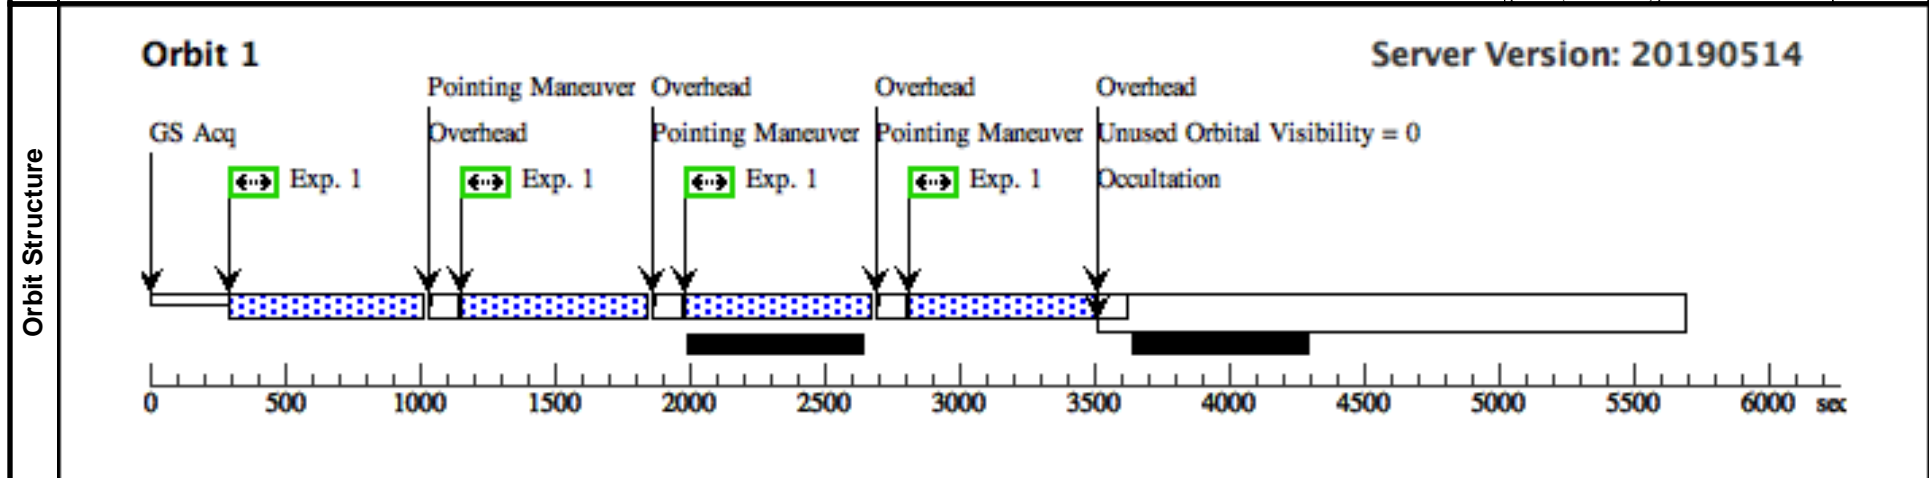 Orbit Structure
Orbit 1 Server Version: 20190514
Pointing Maneuver Overhead Overhead Overhead
GS Acq Overhead Pointing Maneuver Pointing Maneuver Unused Orbital Visibility = 0
Exp. 1 Exp. 1 Exp. 1 Exp. 1 Occultation
0 500 1000 1500 2000 2500 3000 3500 4000 4500 5000 5500 6000 sec